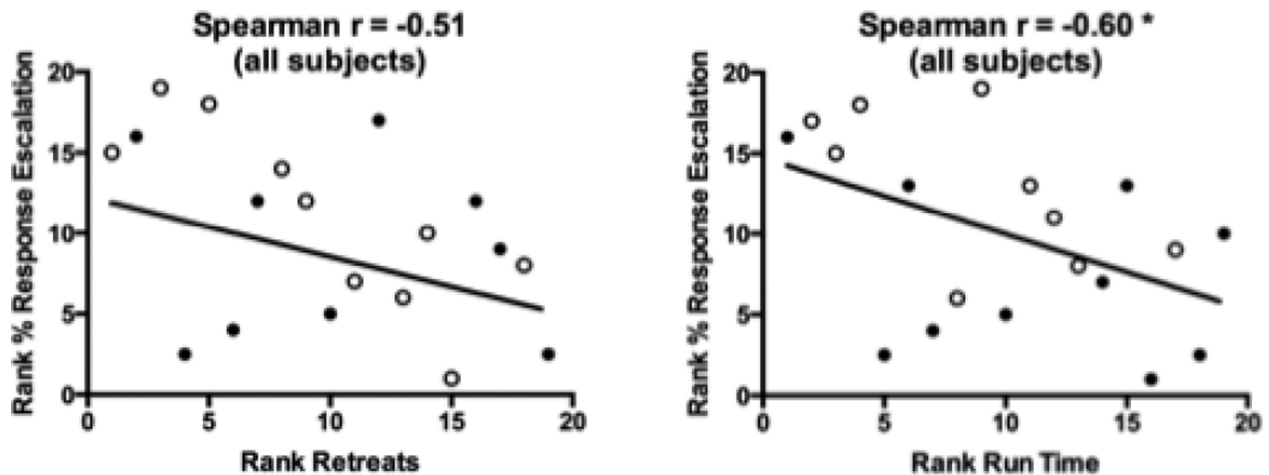 Spearman r = -0.51
(all subjects)
Rank % Response Escalation
20
15
10
5
0
0 5 10 15 20
Rank Retreats
Spearman r = -0.60 *
(all subjects)
Rank % Response Escalation
20
15
10
5
0
0 5 10 15 20
Rank Run Time